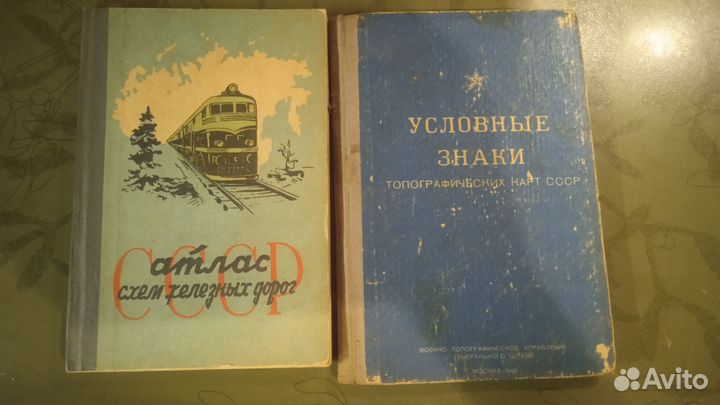 СССР
атлас
схем железных дорог
УСЛОВНЫЕ
ЗНАКИ
ТОПОГРАФИЧЕСКИХ КАРТ СССР
ВОЕННО-ТОПОГРАФИЧЕСКОЕ УПРАВЛЕНИЕ
ГЕНЕРАЛЬНОГО ШТАБА
МОСКВА
Avito